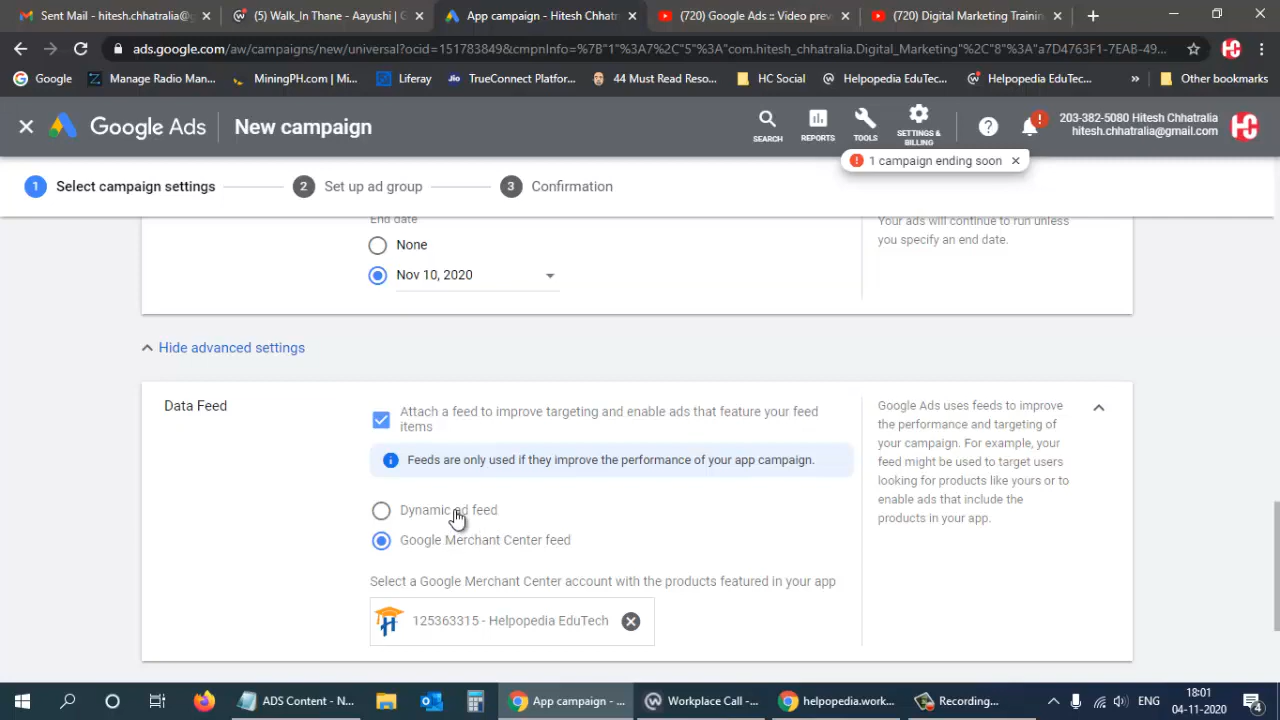 Sent Mail - hitesh.chhatralia@g
(5) Walk_In Thane - Aayushi | G
App campaign - Hitesh Chhatr
(720) Google Ads :: Video prev
(720) Digital Marketing Trainin
ads.google.com/aw/campaigns/new/universal?ocid=151783849&cmpnInfo=%7B"1"%3A7%2C"5"%3A"com.hitesh_chhatralia.Digital_Marketing"%2C"8"%3A"a7D4763F1-7EAB-49...
Google
Manage Radio Man...
MiningPH.com | Mi...
Liferay
Jio TrueConnect Platfor...
44 Must Read Reso...
HC Social
Helpopedia EduTec...
Helpopedia EduTec...
»
Other bookmarks
Google Ads
New campaign
SEARCH
REPORTS
TOOLS
SETTINGS &
BILLING
203-382-5080 Hitesh Chhatralia
hitesh.chhatralia@gmail.com
1 campaign ending soon
1 Select campaign settings
2 Set up ad group
3 Confirmation
End date
None
Nov 10, 2020
Your ads will continue to run unless
you specify an end date.
Hide advanced settings
Data Feed
Attach a feed to improve targeting and enable ads that feature your feed
items
Feeds are only used if they improve the performance of your app campaign.
Dynamic ad feed
Google Merchant Center feed
Select a Google Merchant Center account with the products featured in your app
125363315 - Helpopedia EduTech
Google Ads uses feeds to improve
the performance and targeting of
your campaign. For example, your
feed might be used to target users
looking for products like yours or to
enable ads that include the
products in your app.
ADS Content - N...
App campaign - ...
Workplace Call -...
helpopedia.work...
Recording...
ENG
18:01
04-11-2020
4